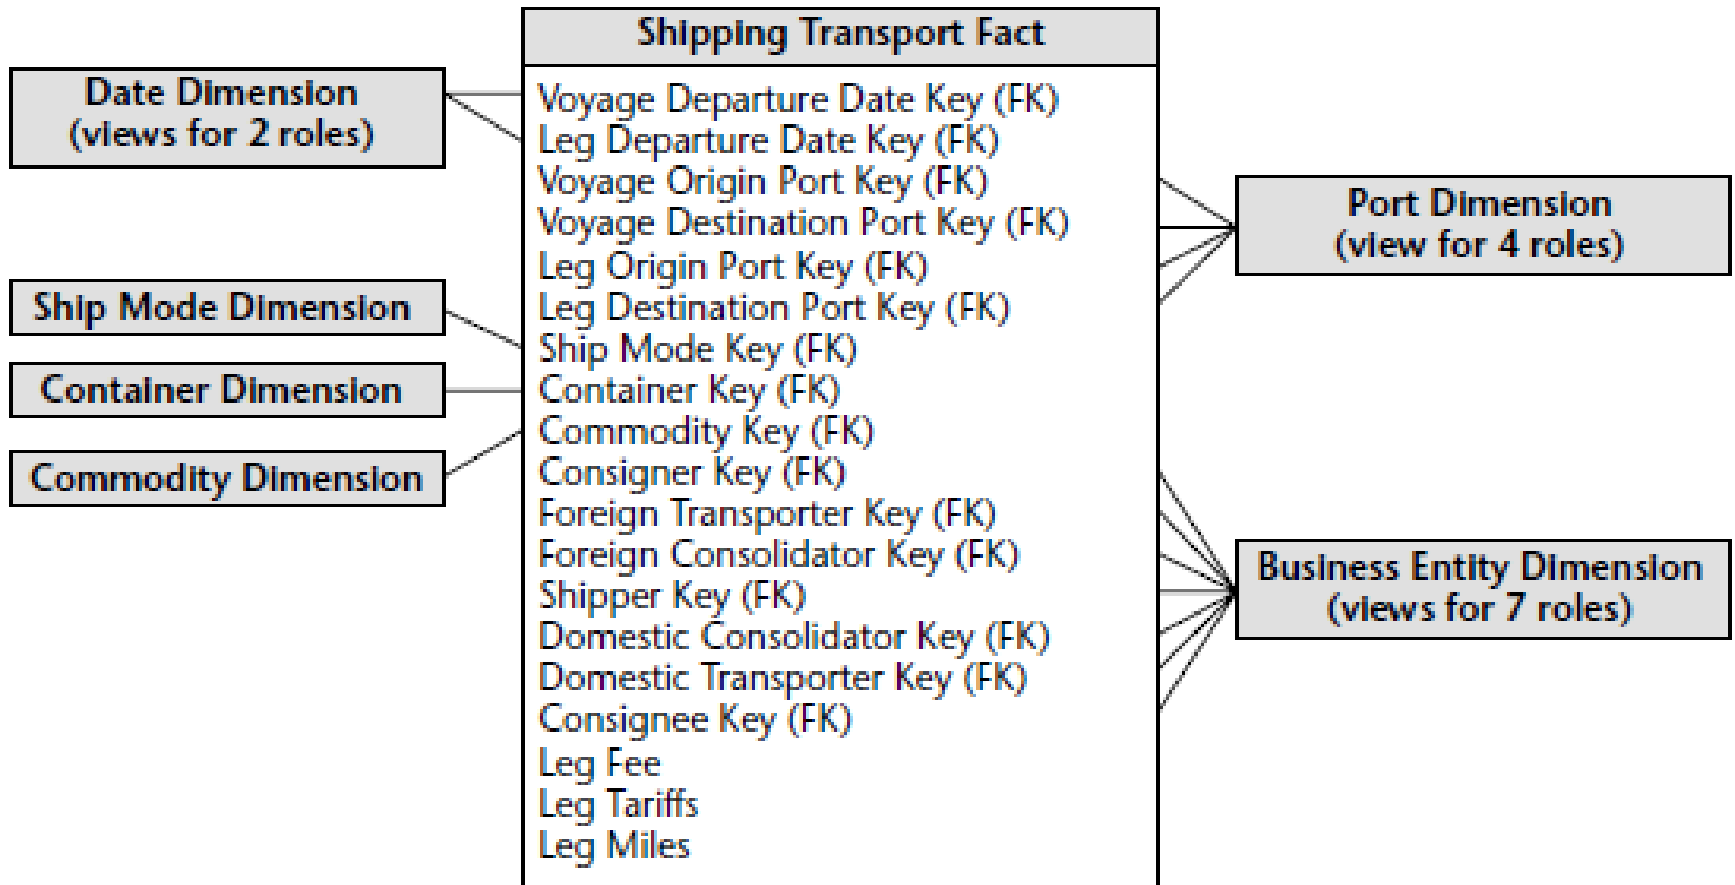 Shipping Transport Fact
Date Dimension
(views for 2 roles)
Voyage Departure Date Key (FK)
Leg Departure Date Key (FK)
Voyage Origin Port Key (FK)
Voyage Destination Port Key (FK)
Leg Origin Port Key (FK)
Leg Destination Port Key (FK)
Ship Mode Key (FK)
Container Key (FK)
Commodity Key (FK)
Consigner Key (FK)
Foreign Transporter Key (FK)
Foreign Consolidator Key (FK)
Shipper Key (FK)
Domestic Consolidator Key (FK)
Domestic Transporter Key (FK)
Consignee Key (FK)
Leg Fee
Leg Tariffs
Leg Miles
Ship Mode Dimension
Container Dimension
Commodity Dimension
Port Dimension
(view for 4 roles)
Business Entity Dimension
(views for 7 roles)